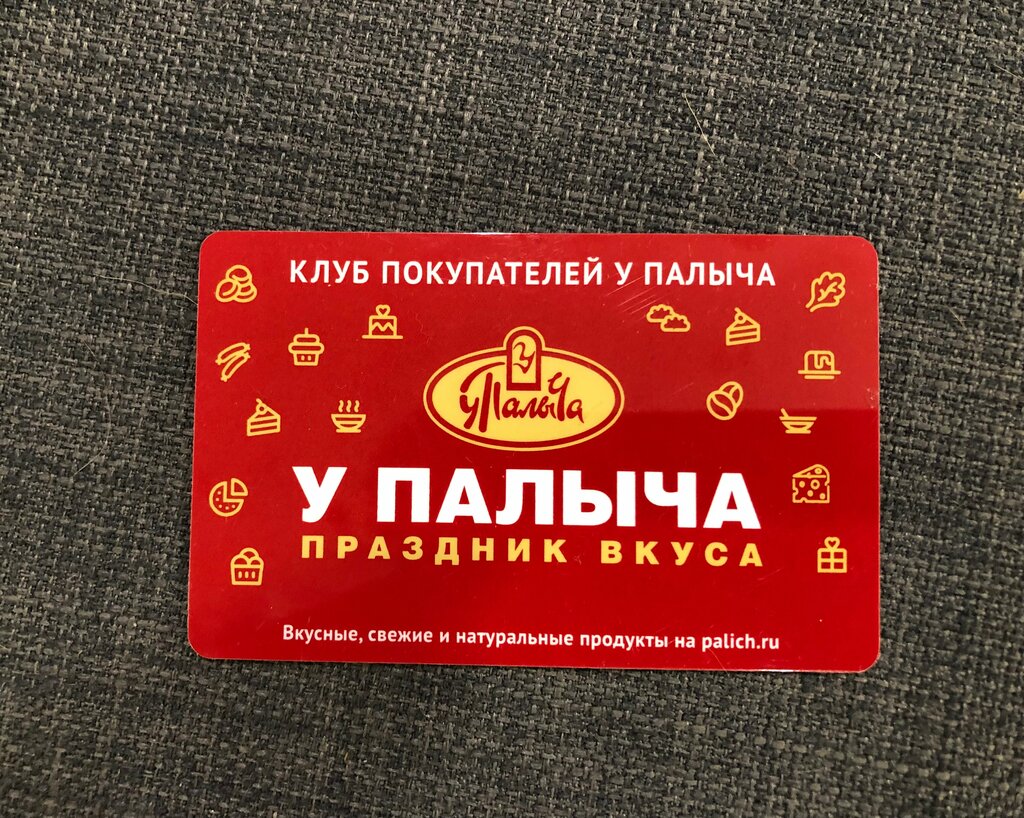 КЛУБ ПОКУПАТЕЛЕЙ У ПАЛЫЧА
У
у Палыча
У ПАЛЫЧА
ПРАЗДНИК ВКУСА
Вкусные, свежие и натуральные продукты на palich.ru